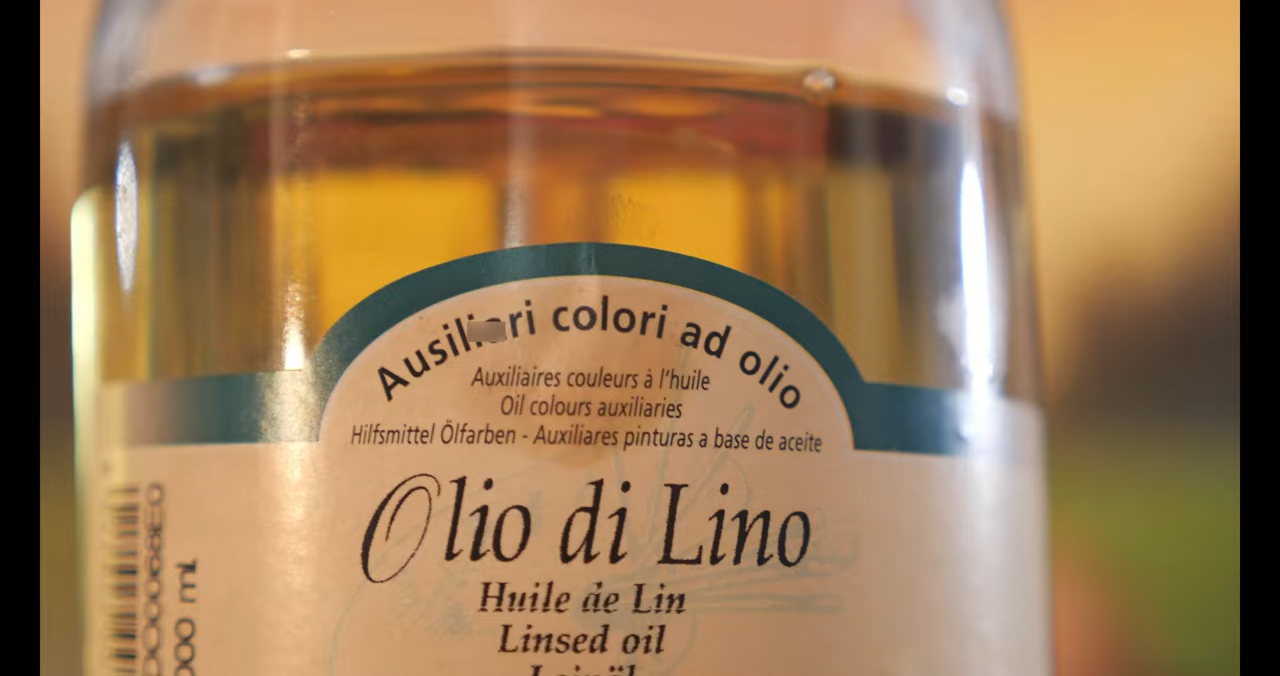 Ausiliari colori ad olio
Auxiliaires couleurs à l'huile
Oil colours auxiliaries
Hilfsmittel Ölfarben - Auxiliares pinturas a base de aceite
Olio di Lino
Huile de Lin
Linsed oil